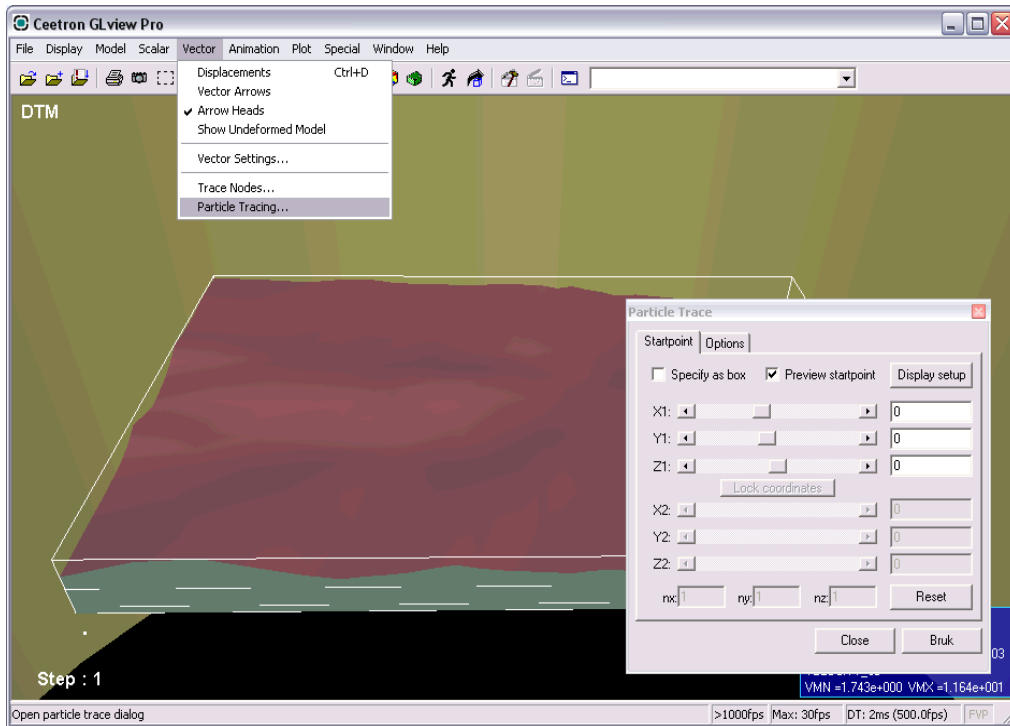 Ceetron GLview Pro
File Display Model Scalar Vector Animation Plot Special Window Help
Displacements Ctrl+D
Vector Arrows
Arrow Heads
Show Undeformed Model
Vector Settings...
Trace Nodes...
Particle Tracing...
DTM
Particle Trace
Startpoint Options
Specify as box Preview startpoint Display setup
X1: 0
Y1: 0
Z1: 0
Lock coordinates
X2: 0
Y2: 0
Z2: 0
nx: 1 ny: 1 nz: 1 Reset
Close Bruk
03
Step : 1
VMN =1.743e+000 VMX =1.164e+001
Open particle trace dialog >1000fps Max: 30fps DT: 2ms (500.0fps) FVP